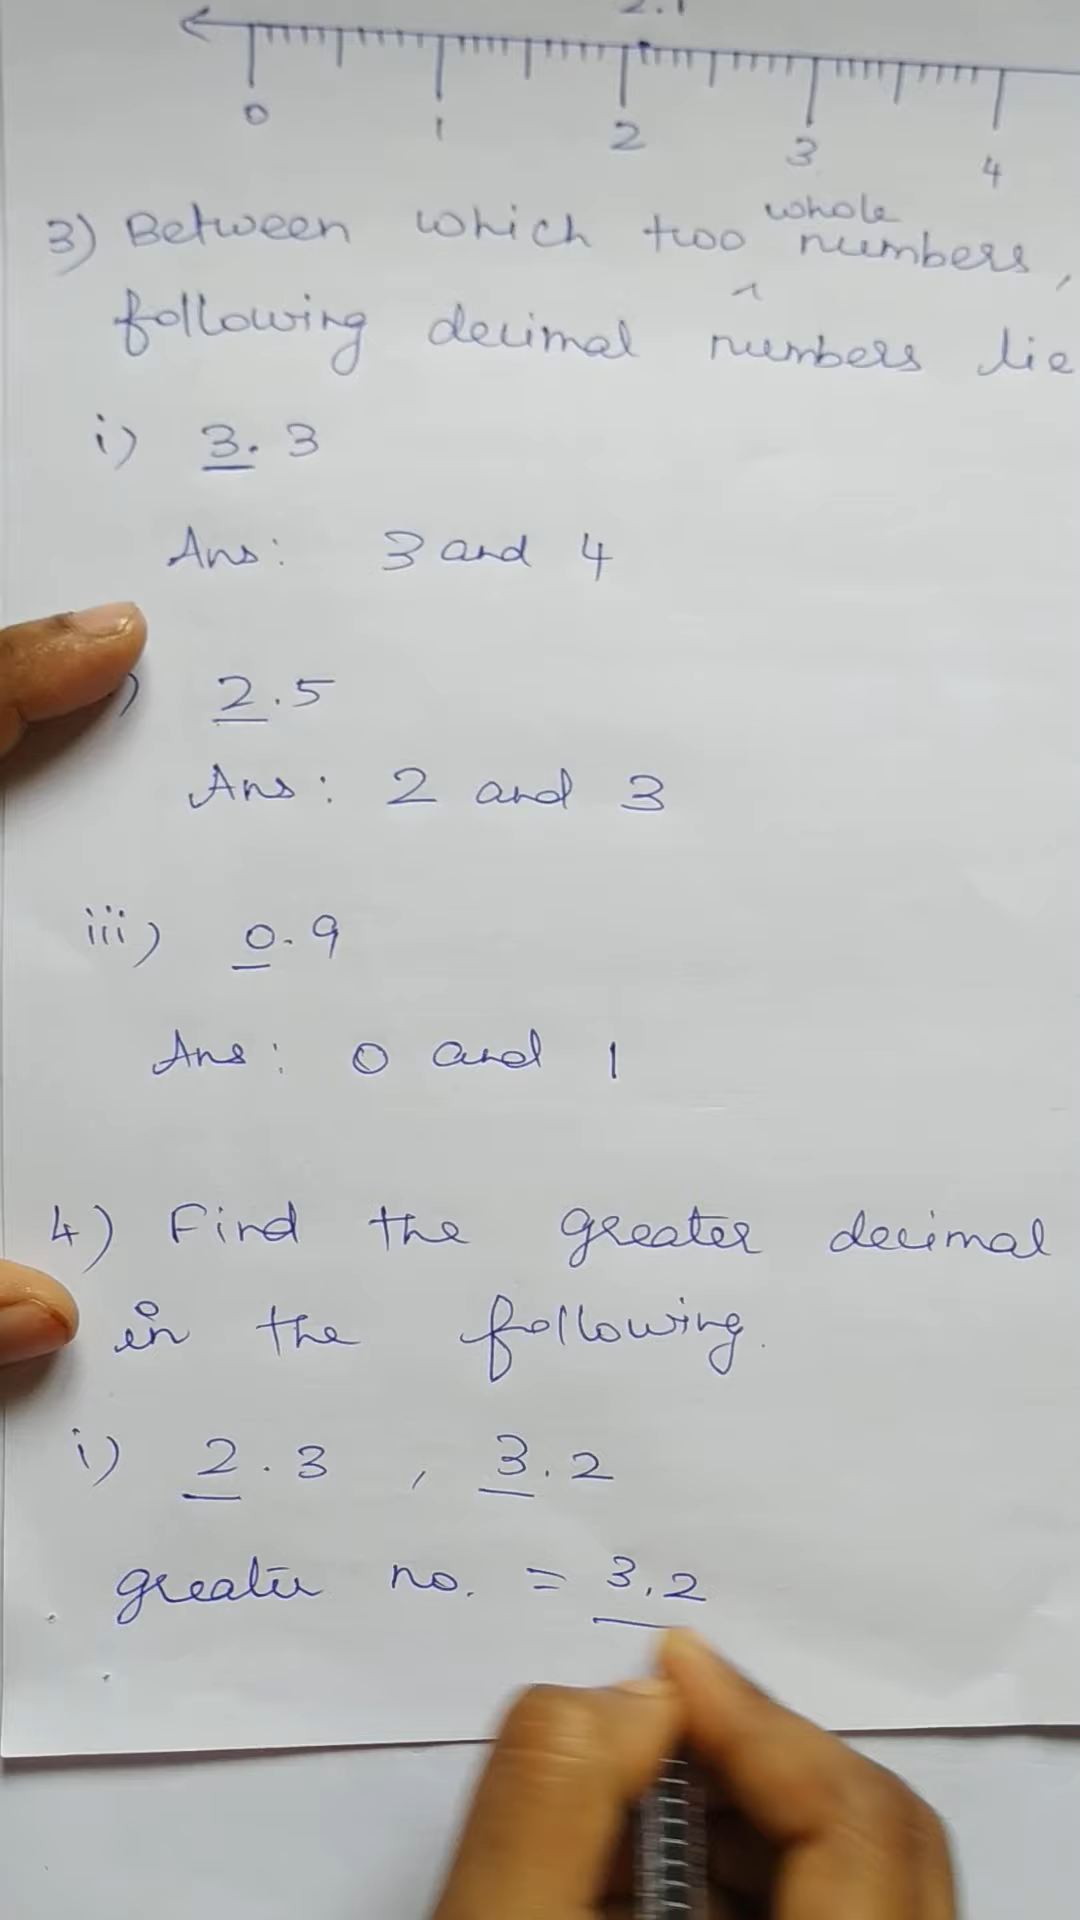 2.1
0 1 2 3 4
whole
3) Between which two ^ numbers,
following decimal numbers lie
i) 3.3
Ans: 3 and 4
) 2.5
Ans: 2 and 3
iii) 0.9
Ans: 0 and 1
4) Find the greater decimal
in the following.
i) 2.3 , 3.2
greater no. = 3.2